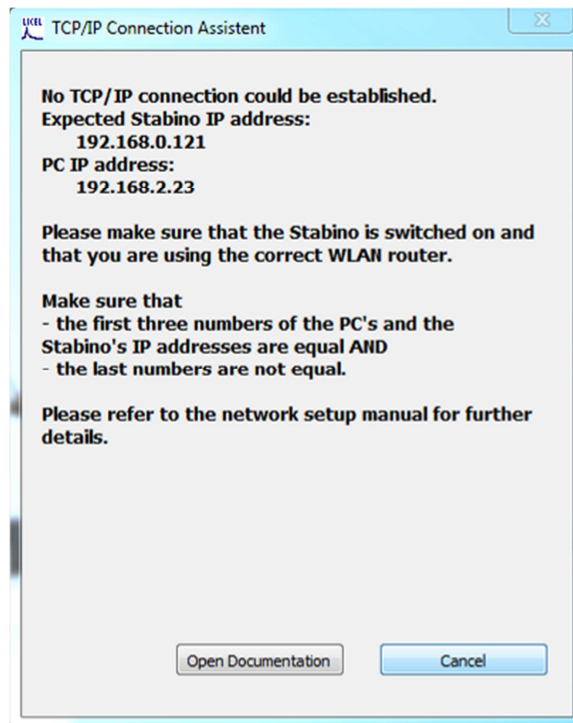 LICEL
TCP/IP Connection Assistent
No TCP/IP connection could be established.
Expected Stabino IP address:
192.168.0.121
PC IP address:
192.168.2.23
Please make sure that the Stabino is switched on and
that you are using the correct WLAN router.
Make sure that
- the first three numbers of the PC's and the
Stabino's IP addresses are equal AND
- the last numbers are not equal.
Please refer to the network setup manual for further
details.
Open Documentation
Cancel